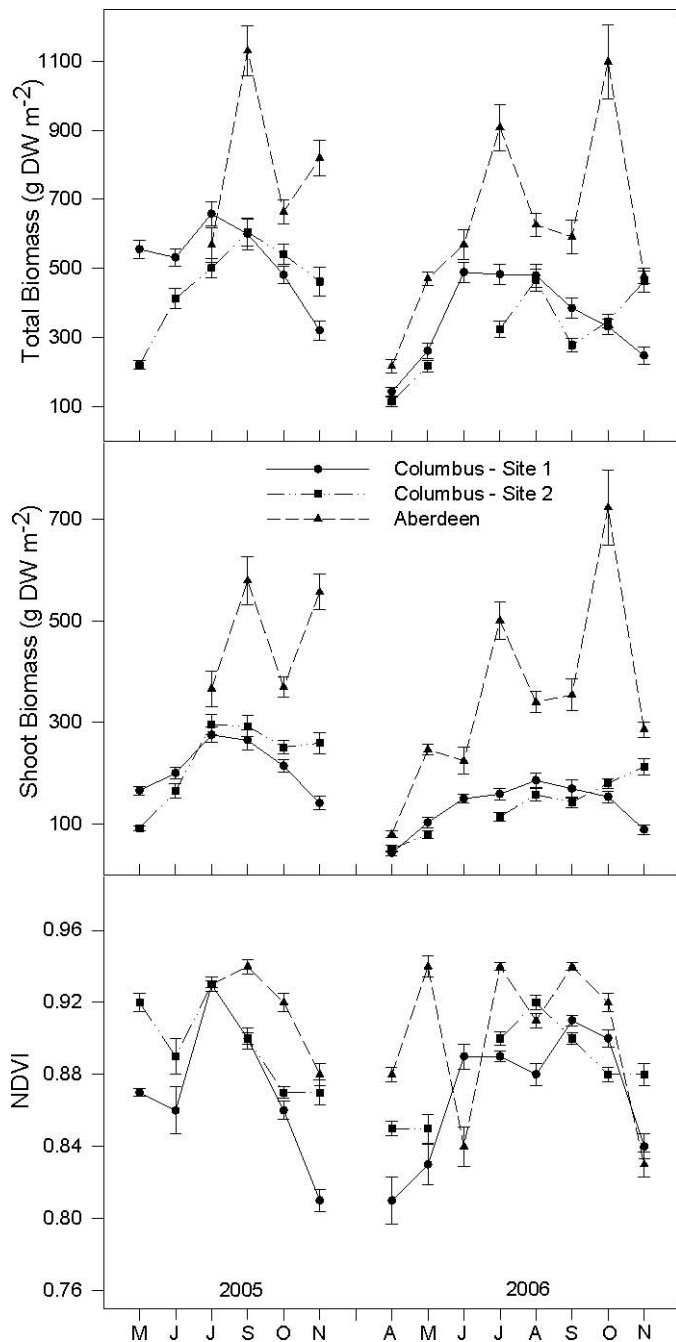 1100
900
700
500
300
100
Total Biomass (g DW m-2)
Columbus - Site 1
Columbus - Site 2
Aberdeen
700
500
300
100
Shoot Biomass (g DW m-2)
0.96
0.92
0.88
0.84
0.80
0.76
NDVI
2005 2006
M J J S O N A M J J A S O N